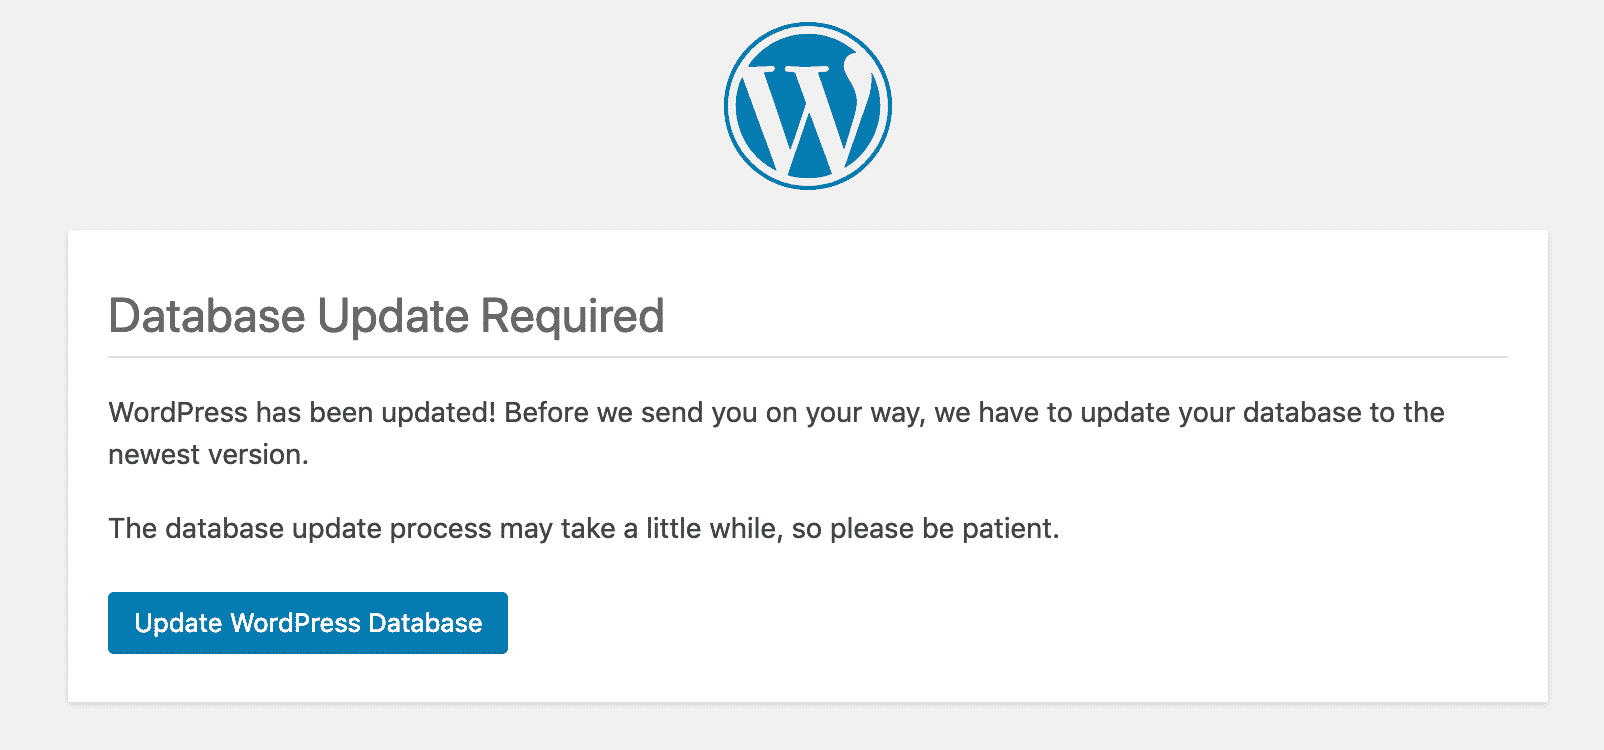 Database Update Required
WordPress has been updated! Before we send you on your way, we have to update your database to the
newest version.
The database update process may take a little while, so please be patient.
Update WordPress Database